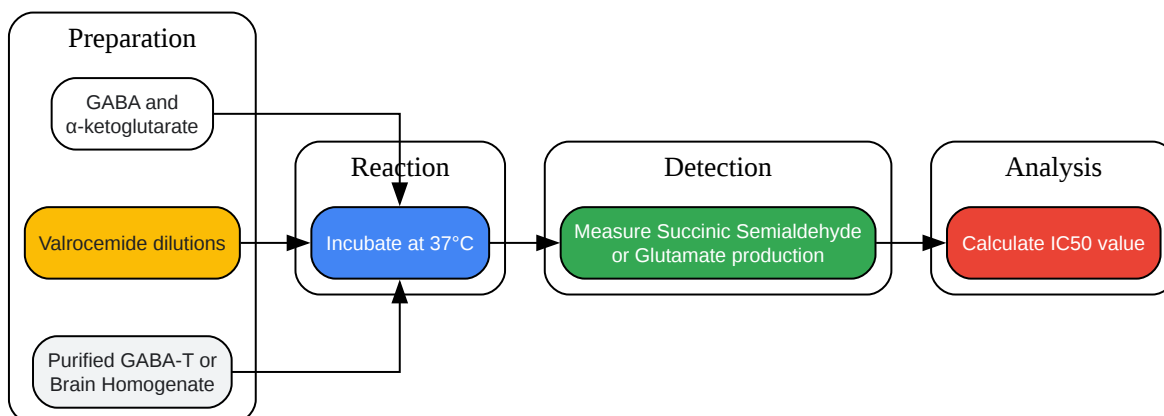 Preparation
GABA and
α-ketoglutarate
Valrocemide dilutions
Purified GABA-T or
Brain Homogenate
Reaction
Incubate at 37°C
Detection
Measure Succinic Semialdehyde
or Glutamate production
Analysis
Calculate IC50 value